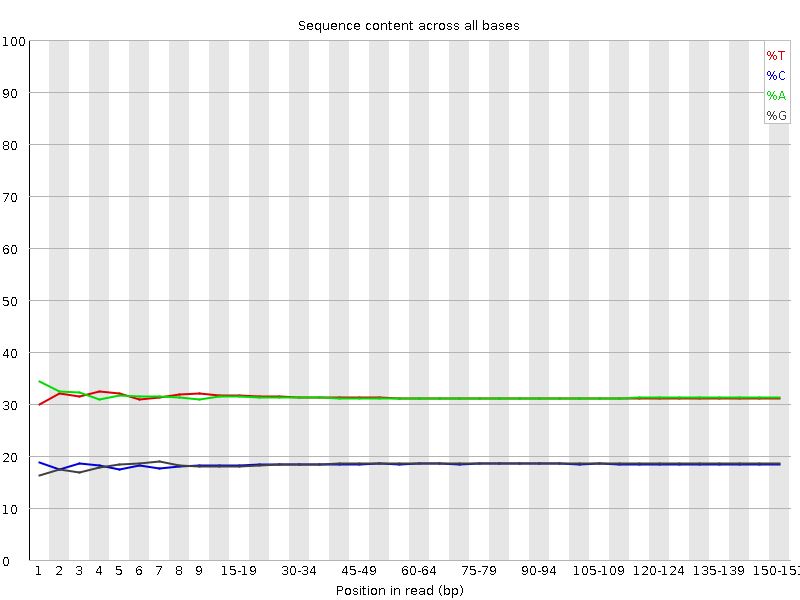 Sequence content across all bases
100
90
80
70
60
50
40
30
20
10
0
%T
%C
%A
%G
1 2 3 4 5 6 7 8 9 15-19 30-34 45-49 60-64 75-79 90-94 105-109 120-124 135-139 150-151
Position in read (bp)